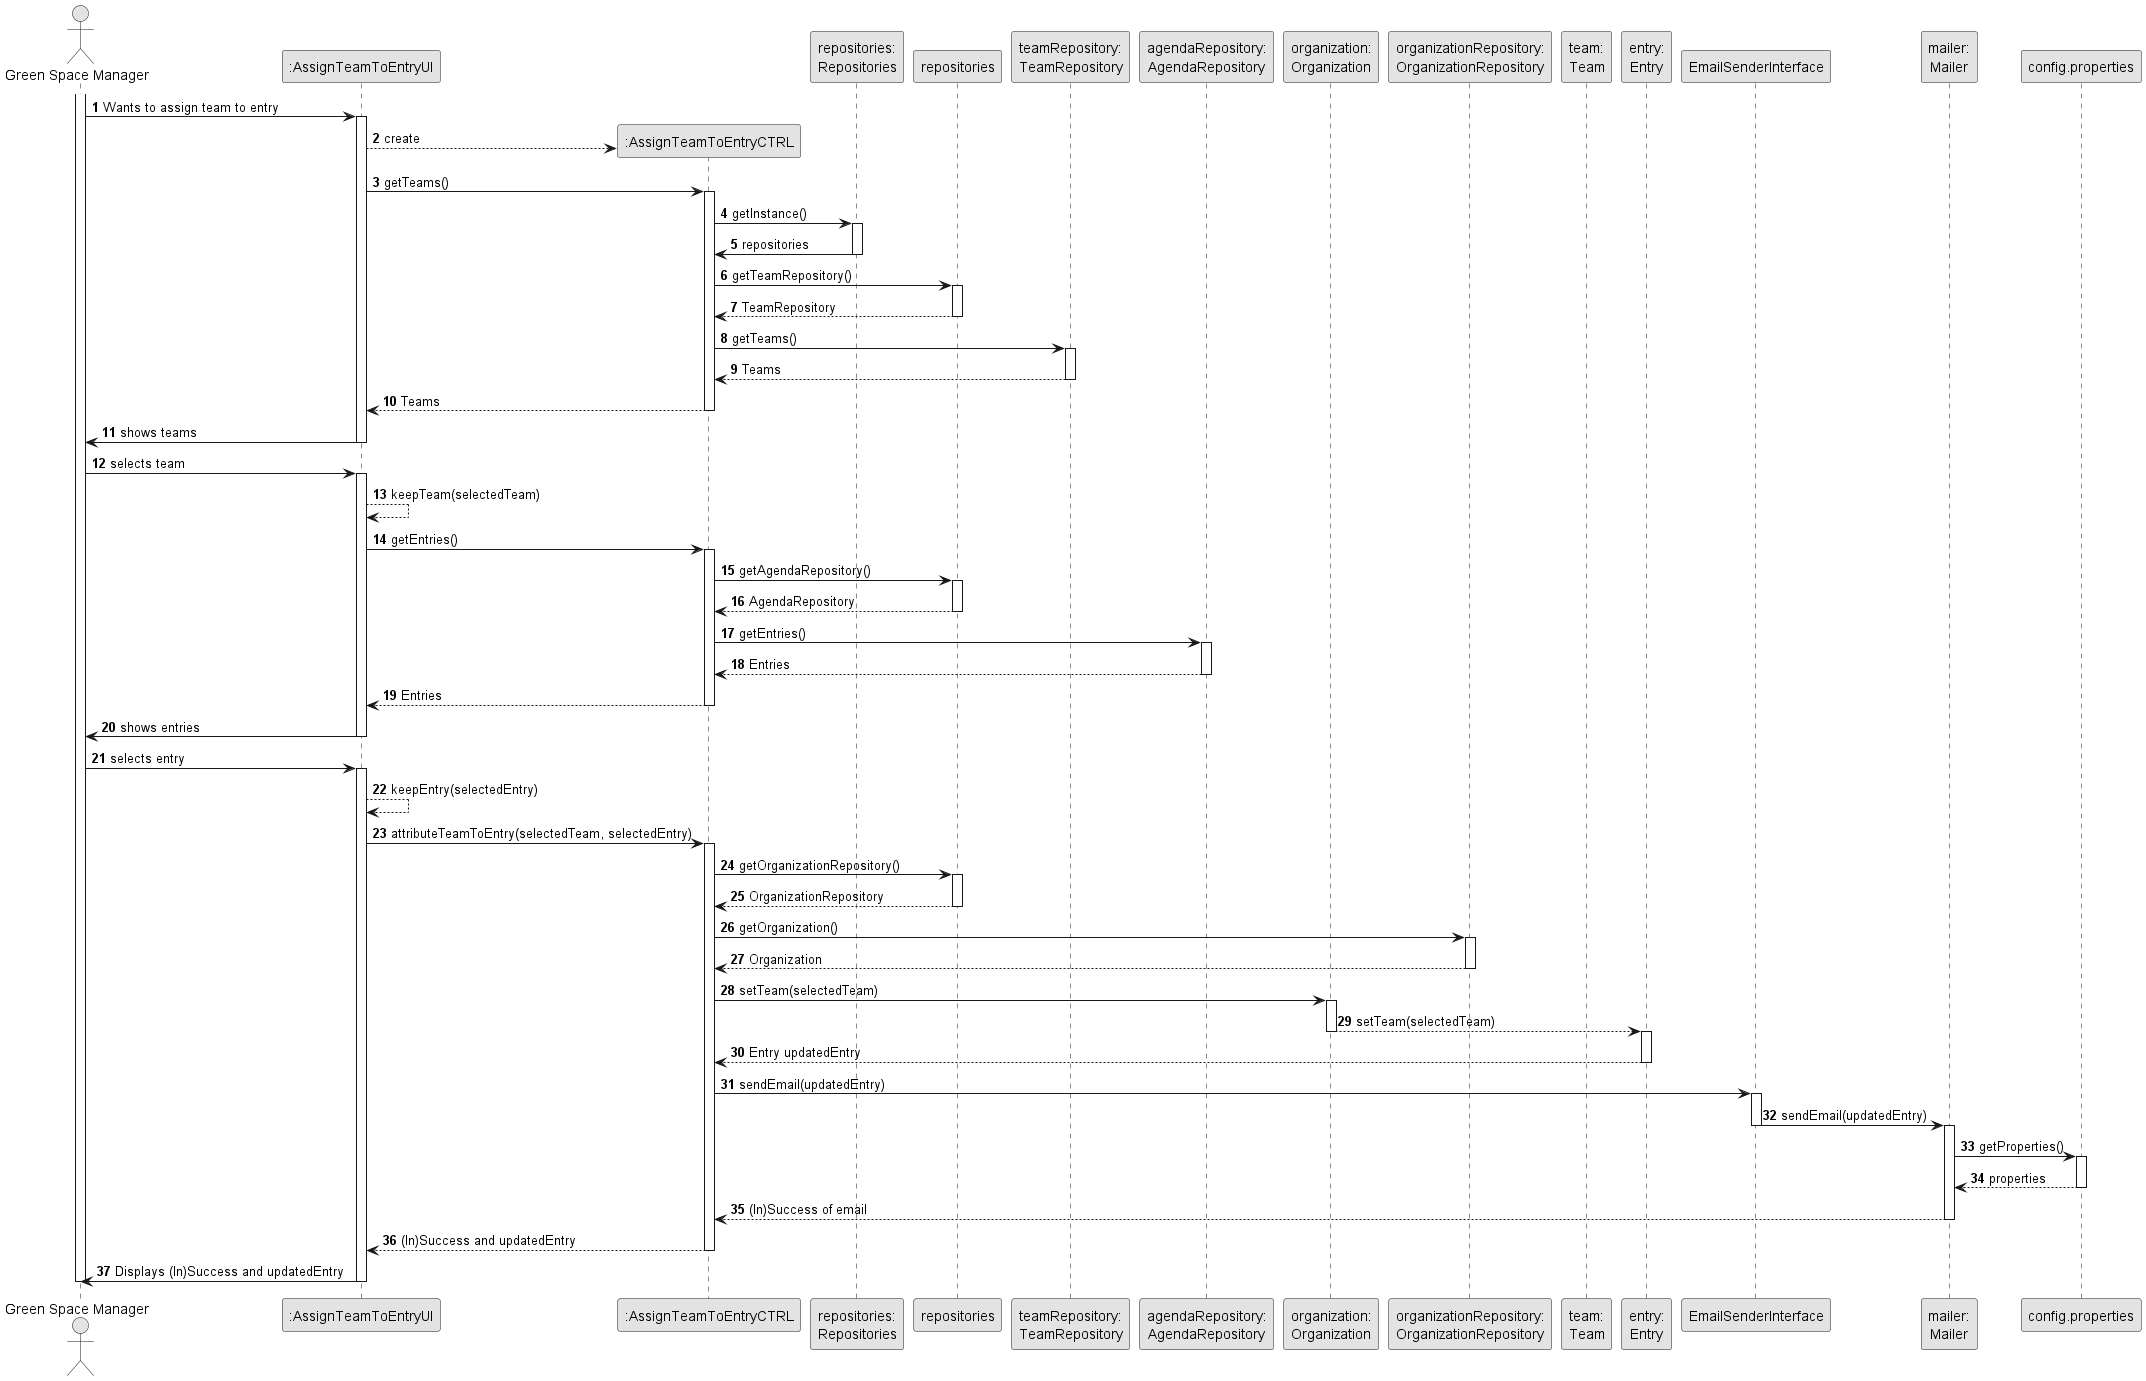 Green Space Manager
:AssignTeamToEntryUI
repositories:
Repositories
repositories
teamRepository:
TeamRepository
agendaRepository:
AgendaRepository
organization:
Organization
organizationRepository:
OrganizationRepository
team:
Team
entry:
Entry
EmailSenderInterface
mailer:
Mailer
config.properties
1 Wants to assign team to entry
2 create
:AssignTeamToEntryCTRL
3 getTeams()
4 getInstance()
5 repositories
6 getTeamRepository()
7 TeamRepository
8 getTeams()
9 Teams
10 Teams
11 shows teams
12 selects team
13 keepTeam(selectedTeam)
14 getEntries()
15 getAgendaRepository()
16 AgendaRepository
17 getEntries()
18 Entries
19 Entries
20 shows entries
21 selects entry
22 keepEntry(selectedEntry)
23 attributeTeamToEntry(selectedTeam, selectedEntry)
24 getOrganizationRepository()
25 OrganizationRepository
26 getOrganization()
27 Organization
28 setTeam(selectedTeam)
29 setTeam(selectedTeam)
30 Entry updatedEntry
31 sendEmail(updatedEntry)
32 sendEmail(updatedEntry)
33 getProperties()
34 properties
35 (In)Success of email
36 (In)Success and updatedEntry
37 Displays (In)Success and updatedEntry
Green Space Manager
:AssignTeamToEntryUI
:AssignTeamToEntryCTRL
repositories:
Repositories
repositories
teamRepository:
TeamRepository
agendaRepository:
AgendaRepository
organization:
Organization
organizationRepository:
OrganizationRepository
team:
Team
entry:
Entry
EmailSenderInterface
mailer:
Mailer
config.properties